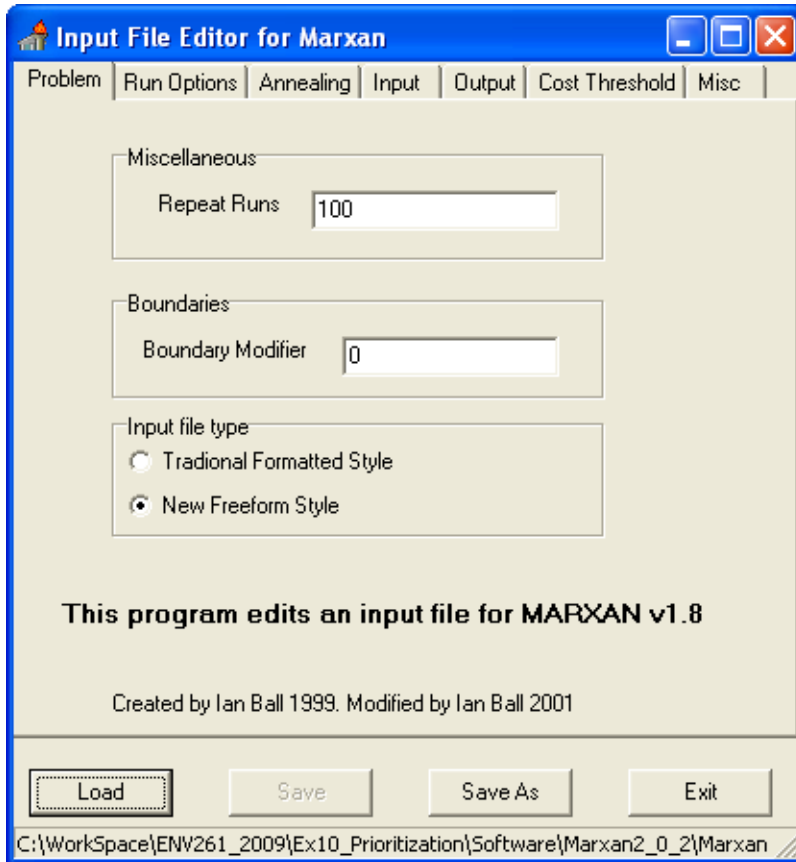 Input File Editor for Marxan
Problem Run Options Annealing Input Output Cost Threshold Misc
Miscellaneous
Repeat Runs 100
Boundaries
Boundary Modifier 0
Input file type
Tradional Formatted Style
New Freeform Style
This program edits an input file for MARXAN v1.8
Created by Ian Ball 1999. Modified by Ian Ball 2001
Load Save Save As Exit
C:\WorkSpace\ENV261_2009\Ex10_Prioritization\Software\Marxan2_0_2\Marxan